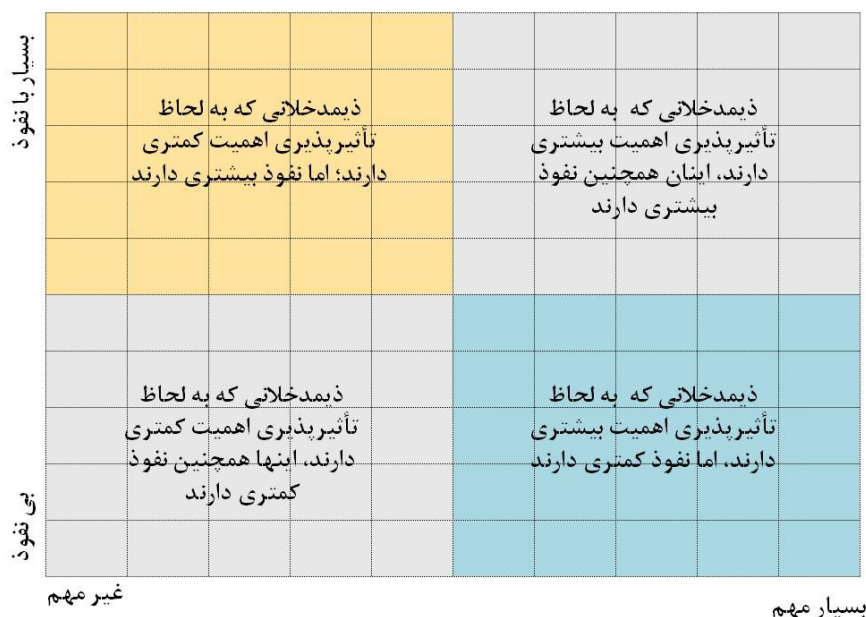 بسیار با نفوذ
ذیمدخلانی که به لحاظ
تأثیرپذیری اهمیت بیشتری
دارند، اینان همچنین نفوذ
بیشتری دارند
ذیمدخلانی که به لحاظ
تأثیرپذیری اهمیت کمتری
دارند؛ اما نفوذ بیشتری دارند
ذیمدخلانی که به لحاظ
تأثیرپذیری اهمیت بیشتری
دارند، اما نفوذ کمتری دارند
ذیمدخلانی که به لحاظ
تأثیرپذیری اهمیت کمتری
دارند، اینها همچنین نفوذ
کمتری دارند
بی نفوذ
غیر مهم
بسیار مهم